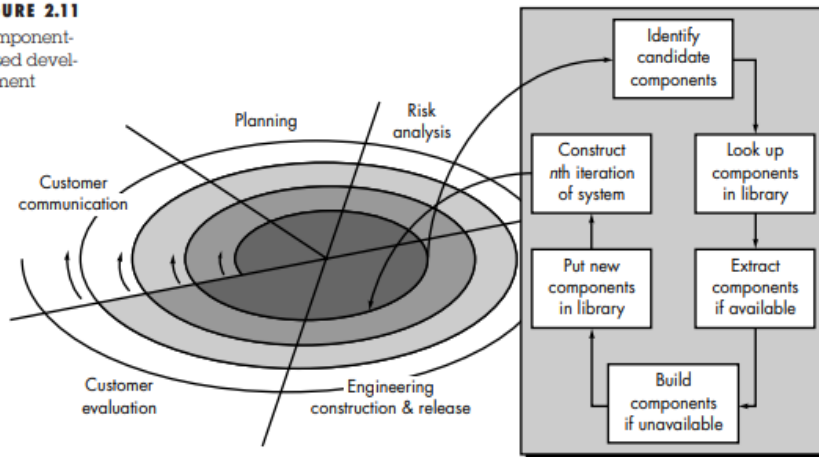 URE 2.11
mponent-
sed devel-
ment
Planning
Risk
analysis
Customer
communication
Customer
evaluation
Engineering
construction & release
Identify
candidate
components
Construct
nth iteration
of system
Look up
components
in library
Put new
components
in library
Extract
components
if available
Build
components
if unavailable